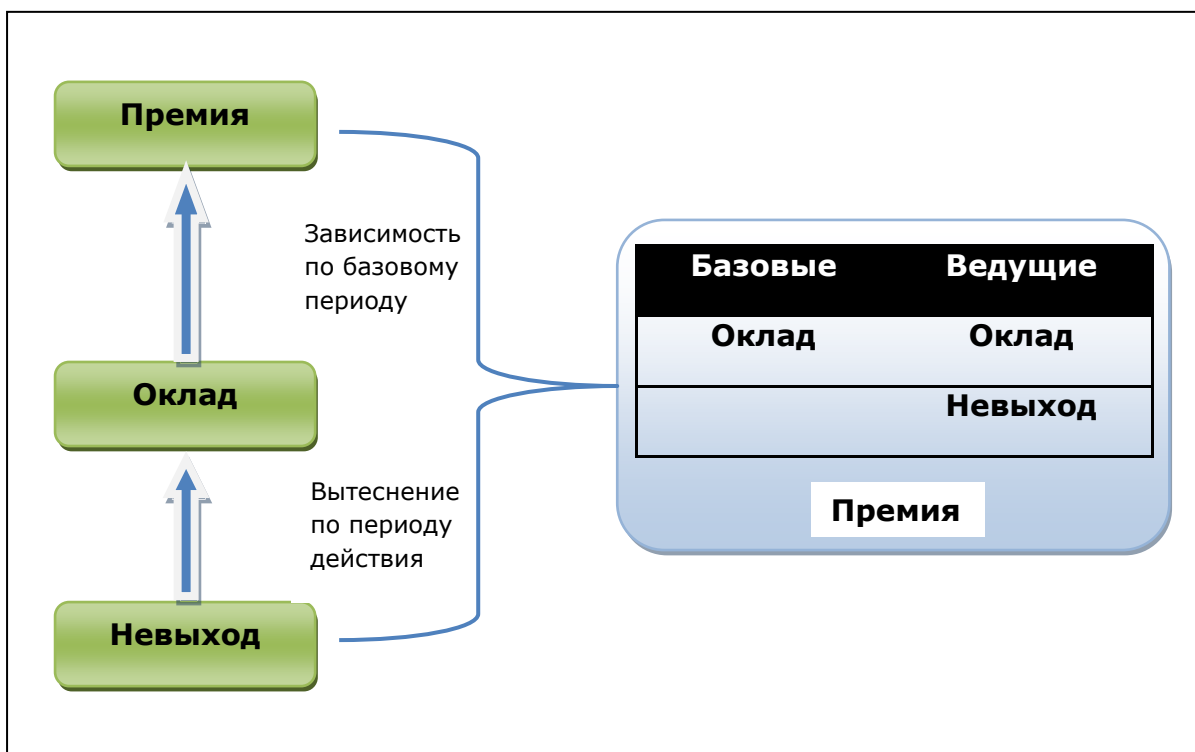 Премия
Зависимость
по базовому
периоду
Оклад
Вытеснение
по периоду
действия
Невыход
Базовые Ведущие
Оклад Оклад
Невыход
Премия